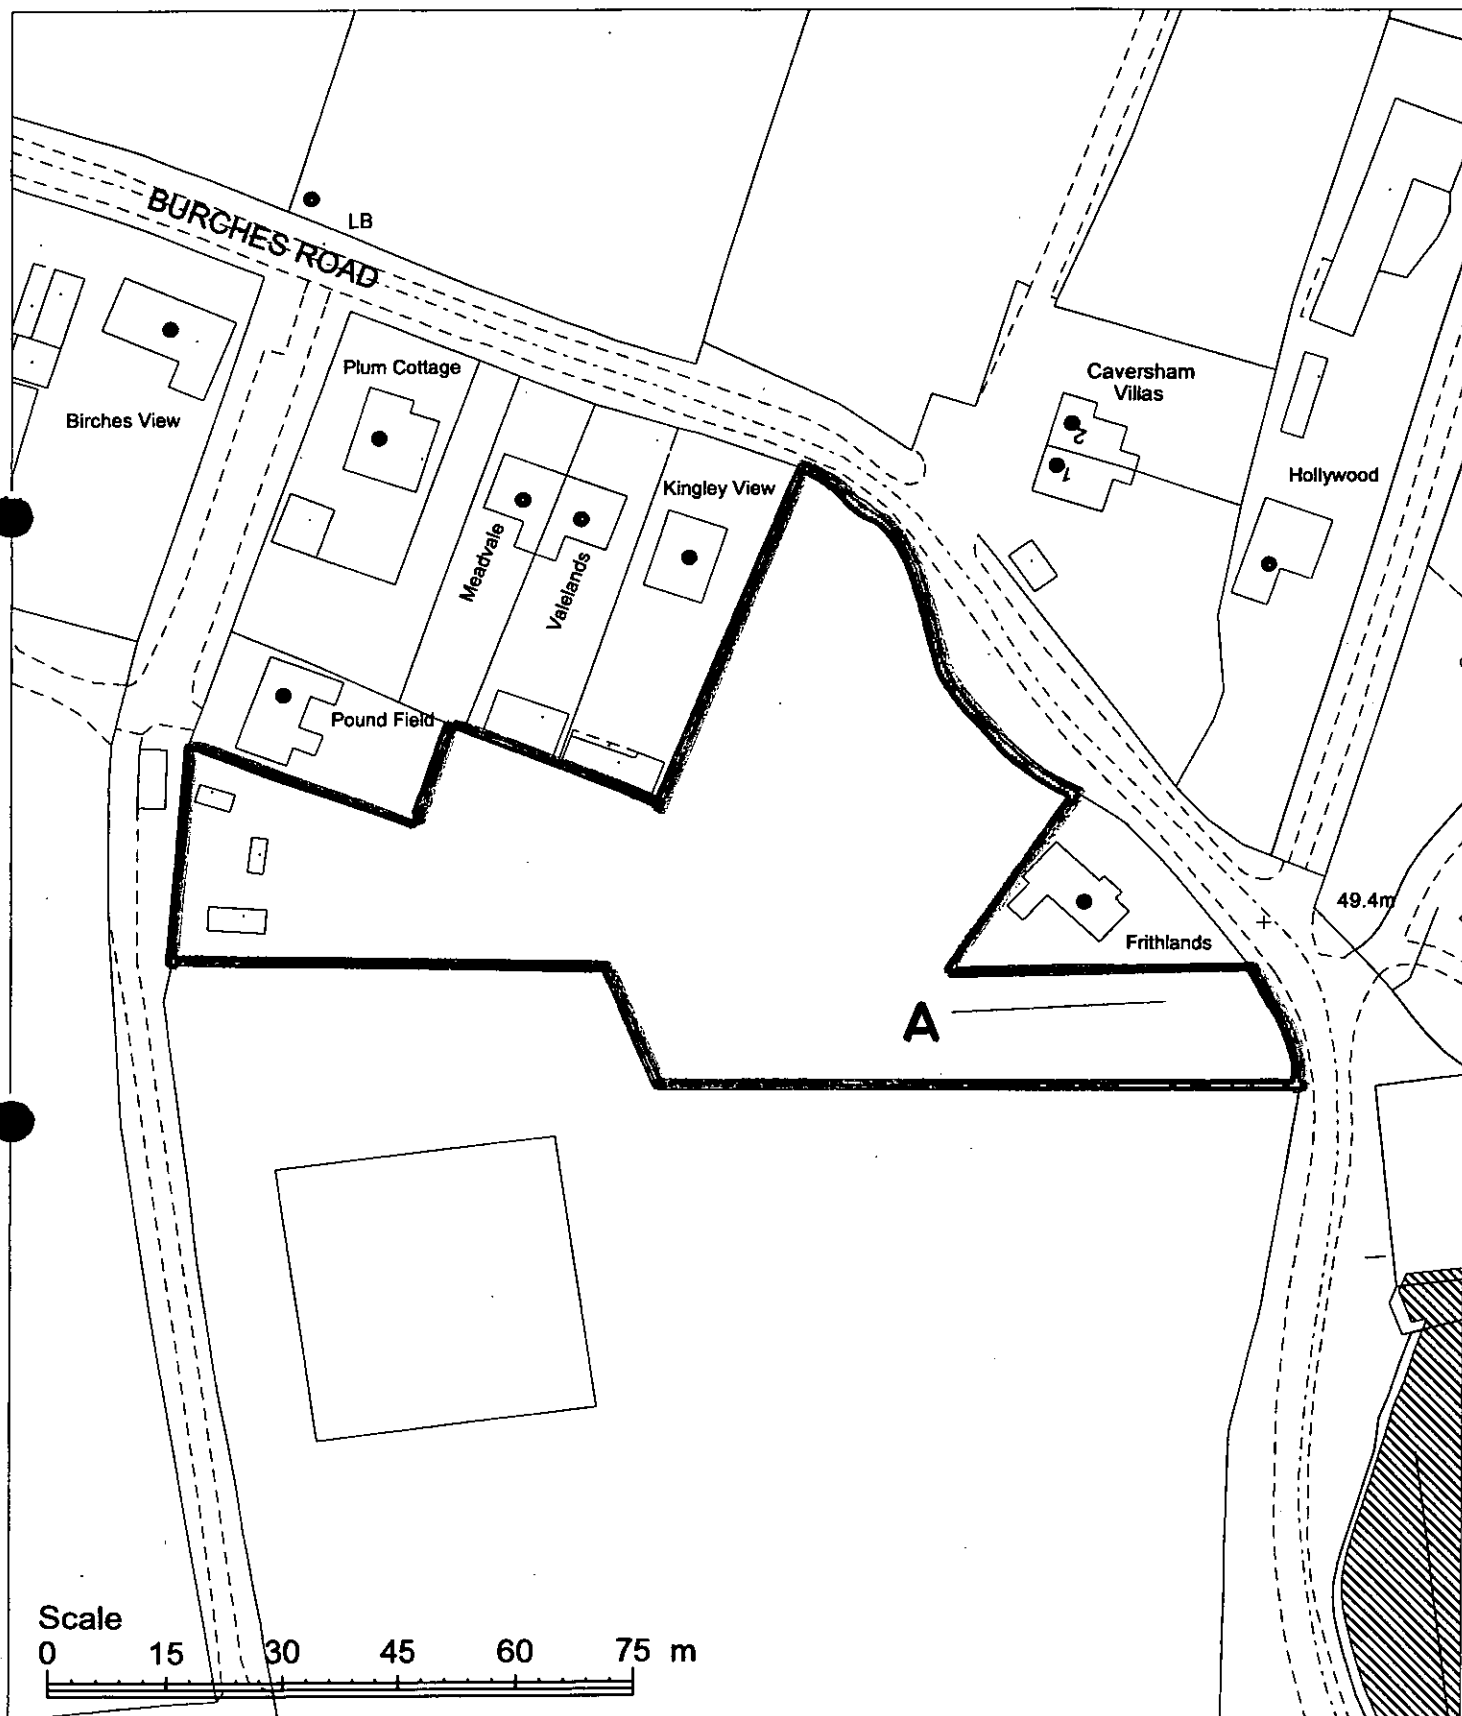 BURCHES ROAD
LB
Plum Cottage
Birches View
Caversham
Villas
2
1
Hollywood
Kingley View
Meadvale
Valelands
Pound Field
49.4m
Frithlands
A
Scale
0 15 30 45 60 75 m